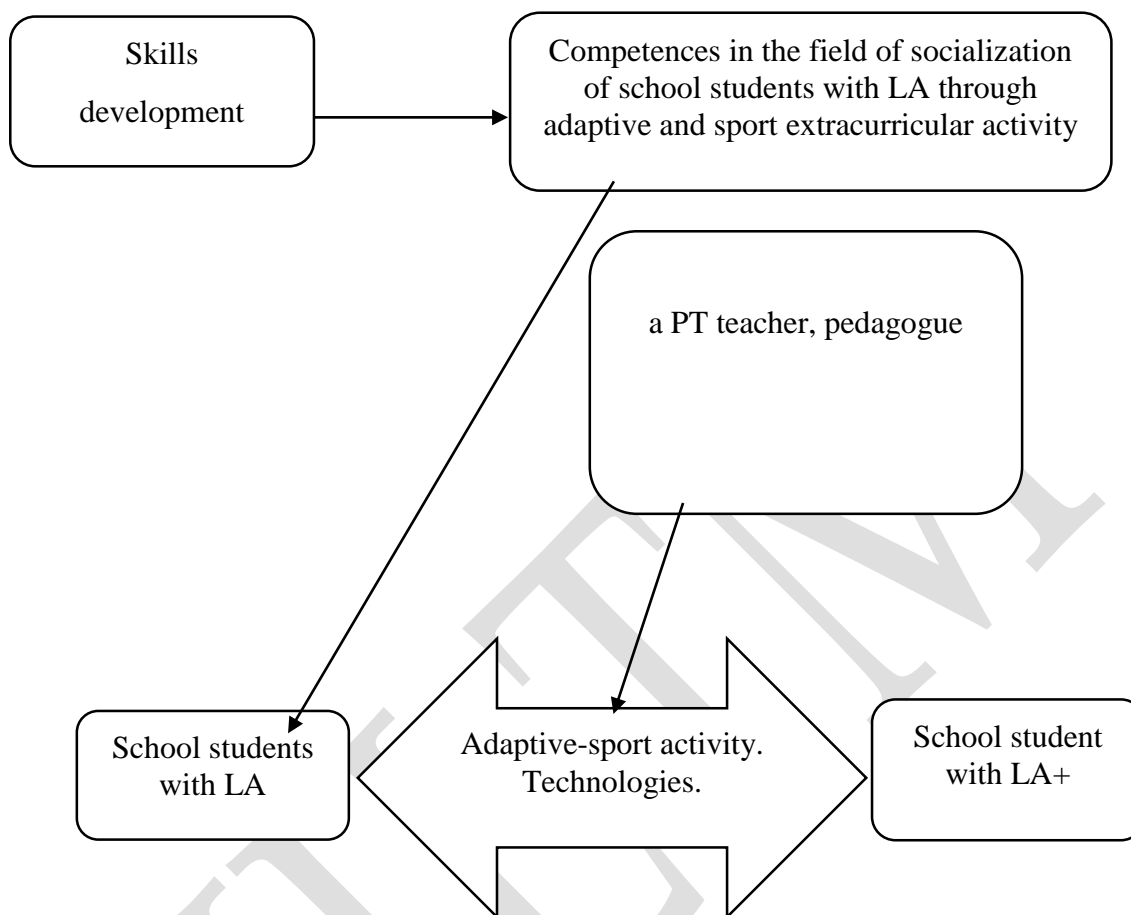 Skills
development
Competences in the field of socialization
of school students with LA through
adaptive and sport extracurricular activity
a PT teacher, pedagogue
School students
with LA
Adaptive-sport activity.
Technologies.
School student
with LA+